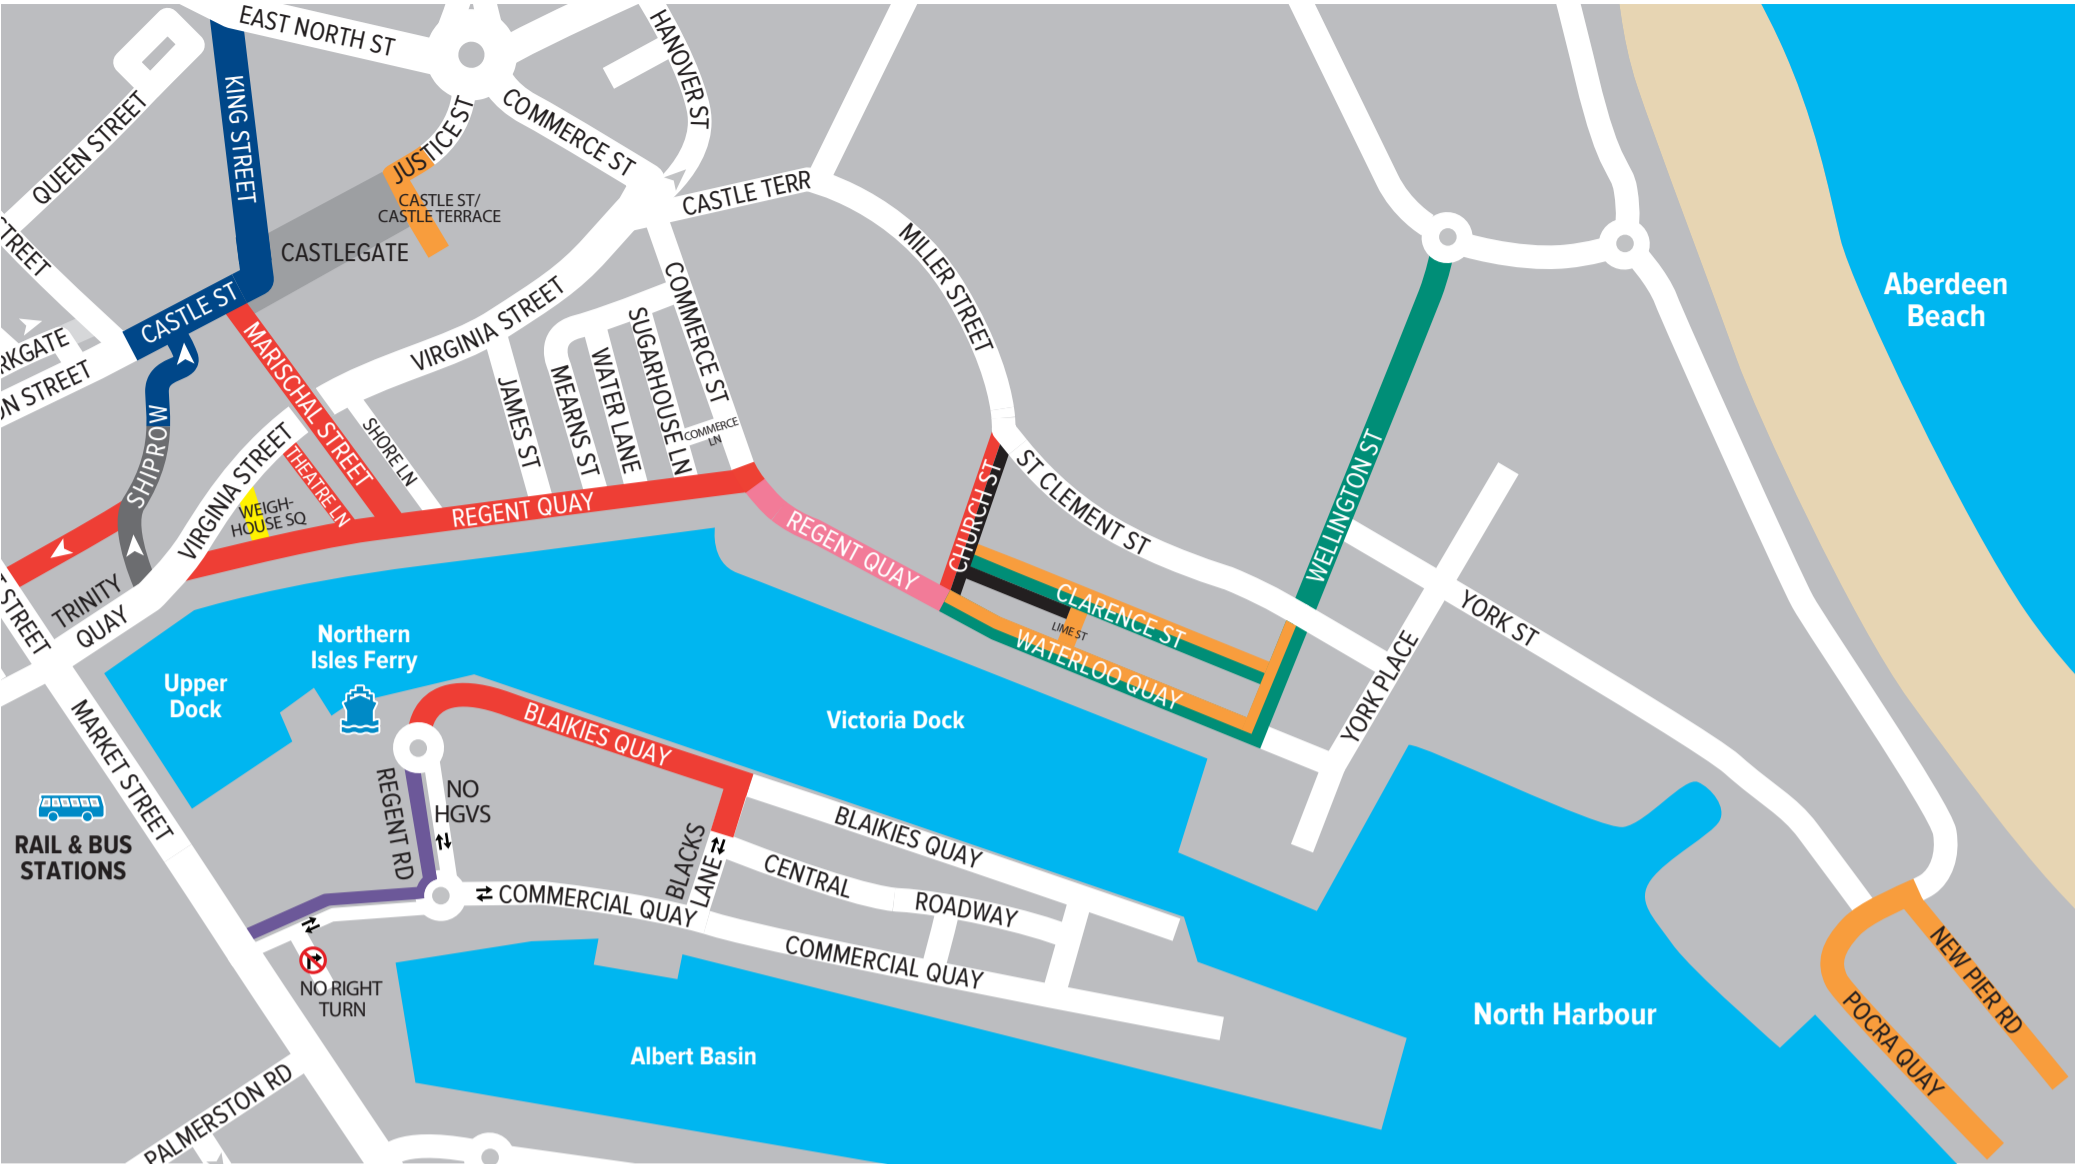 EAST NORTH ST
HANOVER ST
KING STREET
QUEEN STREET
JUSTICE ST
COMMERCE ST
CASTLE ST/
CASTLE TERRACE
CASTLE TERR
STREET
CASTLEGATE
MILLER STREET
CASTLE ST
COMMERCE ST
VIRGINIA STREET
SUGARHOUSE LN
RKGATE
ON STREET
MARISCHAL STREET
WATER LANE
MEARNS ST
JAMES ST
SHORE LN
COMMERCE
LN
SHIPROW
VIRGINIA STREET
THEATRE LN
WEIGH-
HOUSE SQ
REGENT QUAY
REGENT QUAY
CHURCH ST
ST CLEMENT ST
WELLINGTON ST
Aberdeen
Beach
TRINITY
QUAY
STREET
CLARENCE ST
LIME ST
WATERLOO QUAY
YORK ST
YORK PLACE
Northern
Isles Ferry
Upper
Dock
Victoria Dock
MARKET STREET
BLAIKIES QUAY
REGENT RD
NO
HGVS
RAIL & BUS
STATIONS
BLACKS
LANE
BLAIKIES QUAY
CENTRAL
ROADWAY
COMMERCIAL QUAY
COMMERCIAL QUAY
NO RIGHT
TURN
NEW PIER RD
POCRA QUAY
North Harbour
Albert Basin
PALMERSTON RD